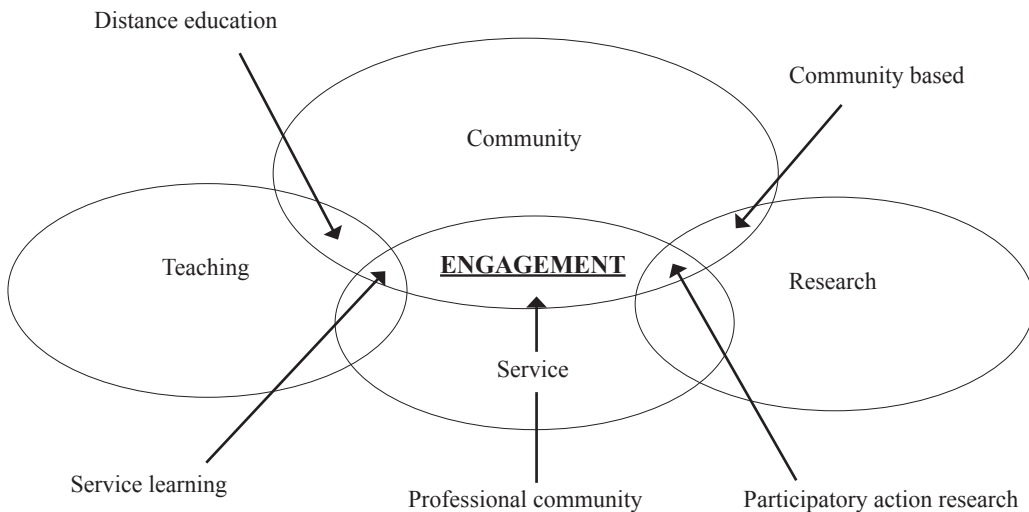 Distance education
Community based
Community
Teaching
ENGAGEMENT
Research
Service
Service learning
Professional community
Participatory action research